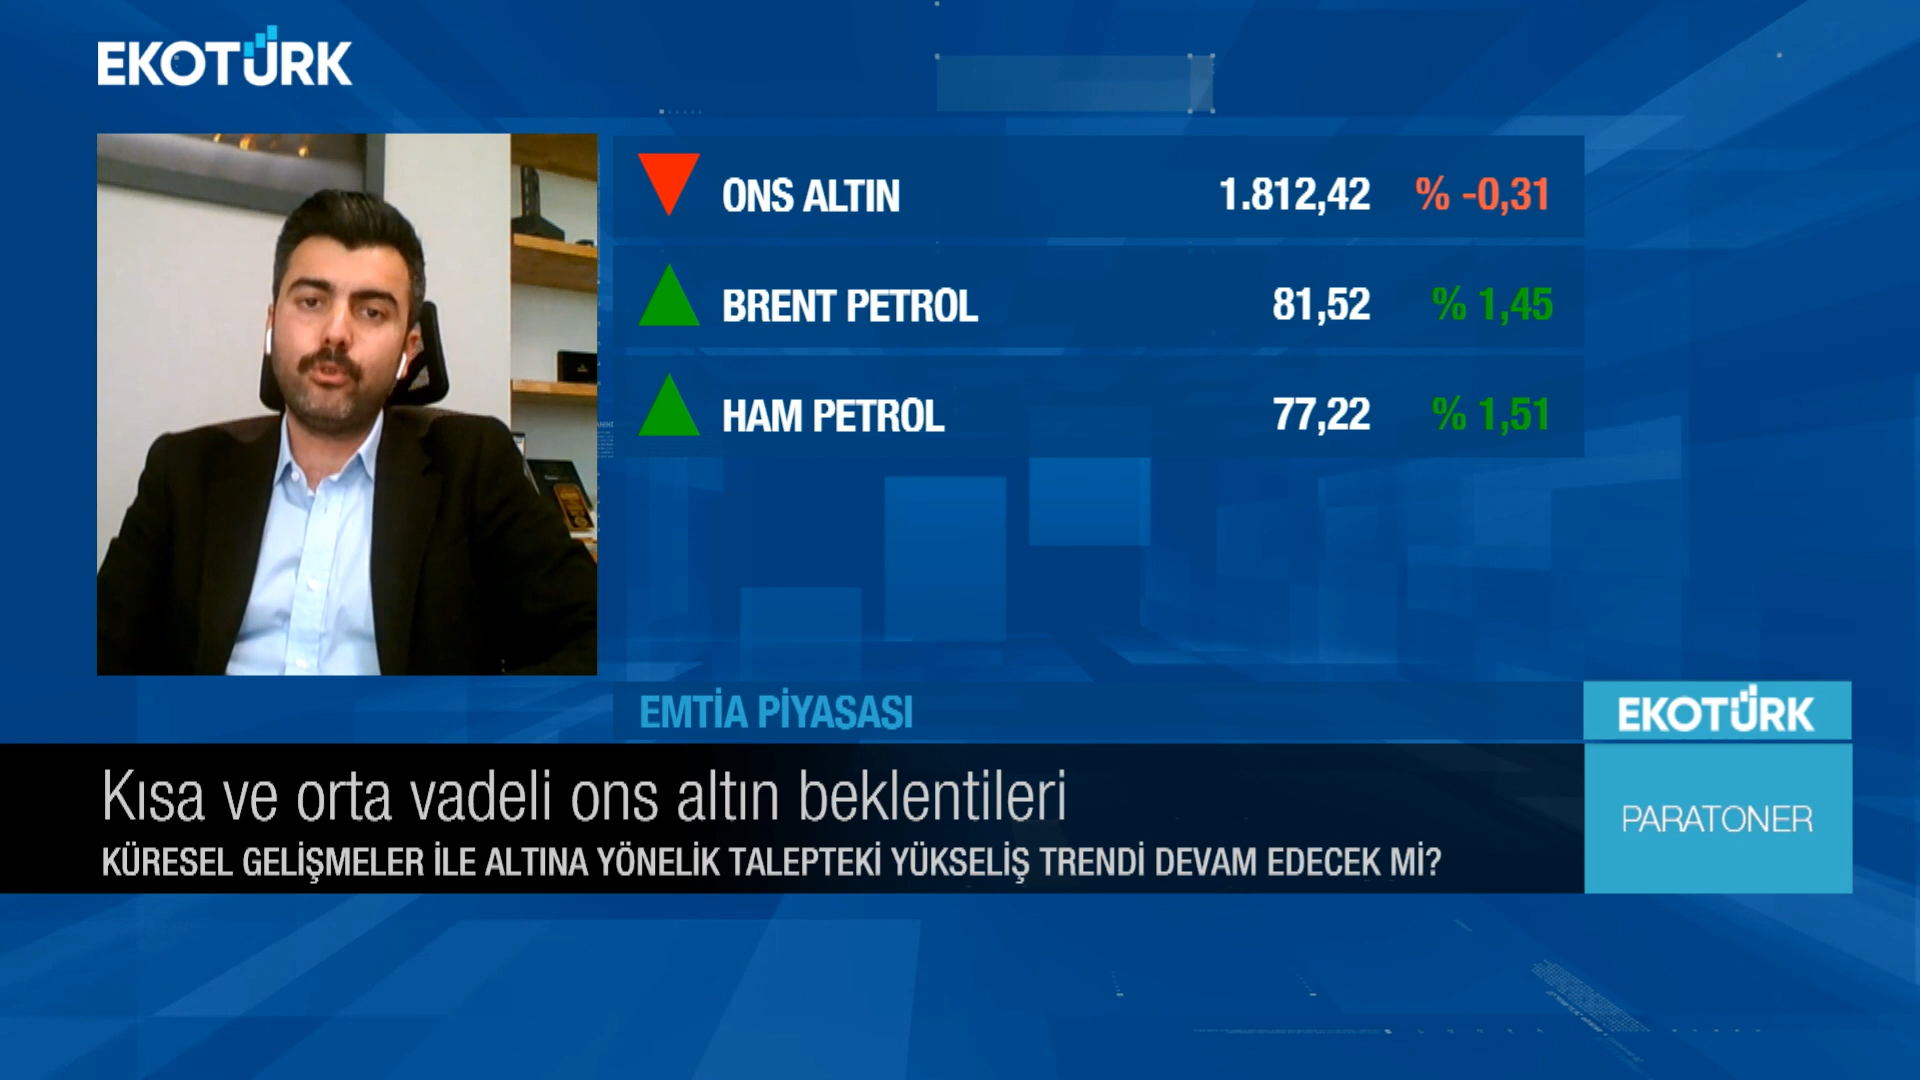 EKOTÜRK
ONS ALTIN 1.812,42 % -0,31
BRENT PETROL 81,52 % 1,45
HAM PETROL 77,22 % 1,51
EMTİA PİYASASI
EKOTÜRK
Kısa ve orta vadeli ons altın beklentileri
KÜRESEL GELİŞMELER İLE ALTINA YÖNELİK TALEPTEKİ YÜKSELİŞ TRENDİ DEVAM EDECEK Mİ?
PARATONER